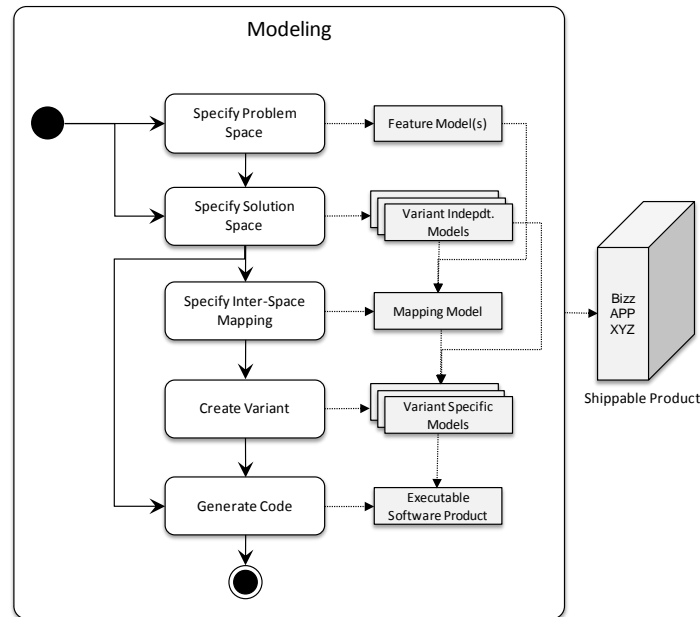 Modeling
Specify Problem
Space
Feature Model(s)
Specify Solution
Space
Variant Indepdt.
Models
Specify Inter-Space
Mapping
Mapping Model
Create Variant
Variant Specific
Models
Generate Code
Executable
Software Product
Bizz
APP
XYZ
Shippable Product